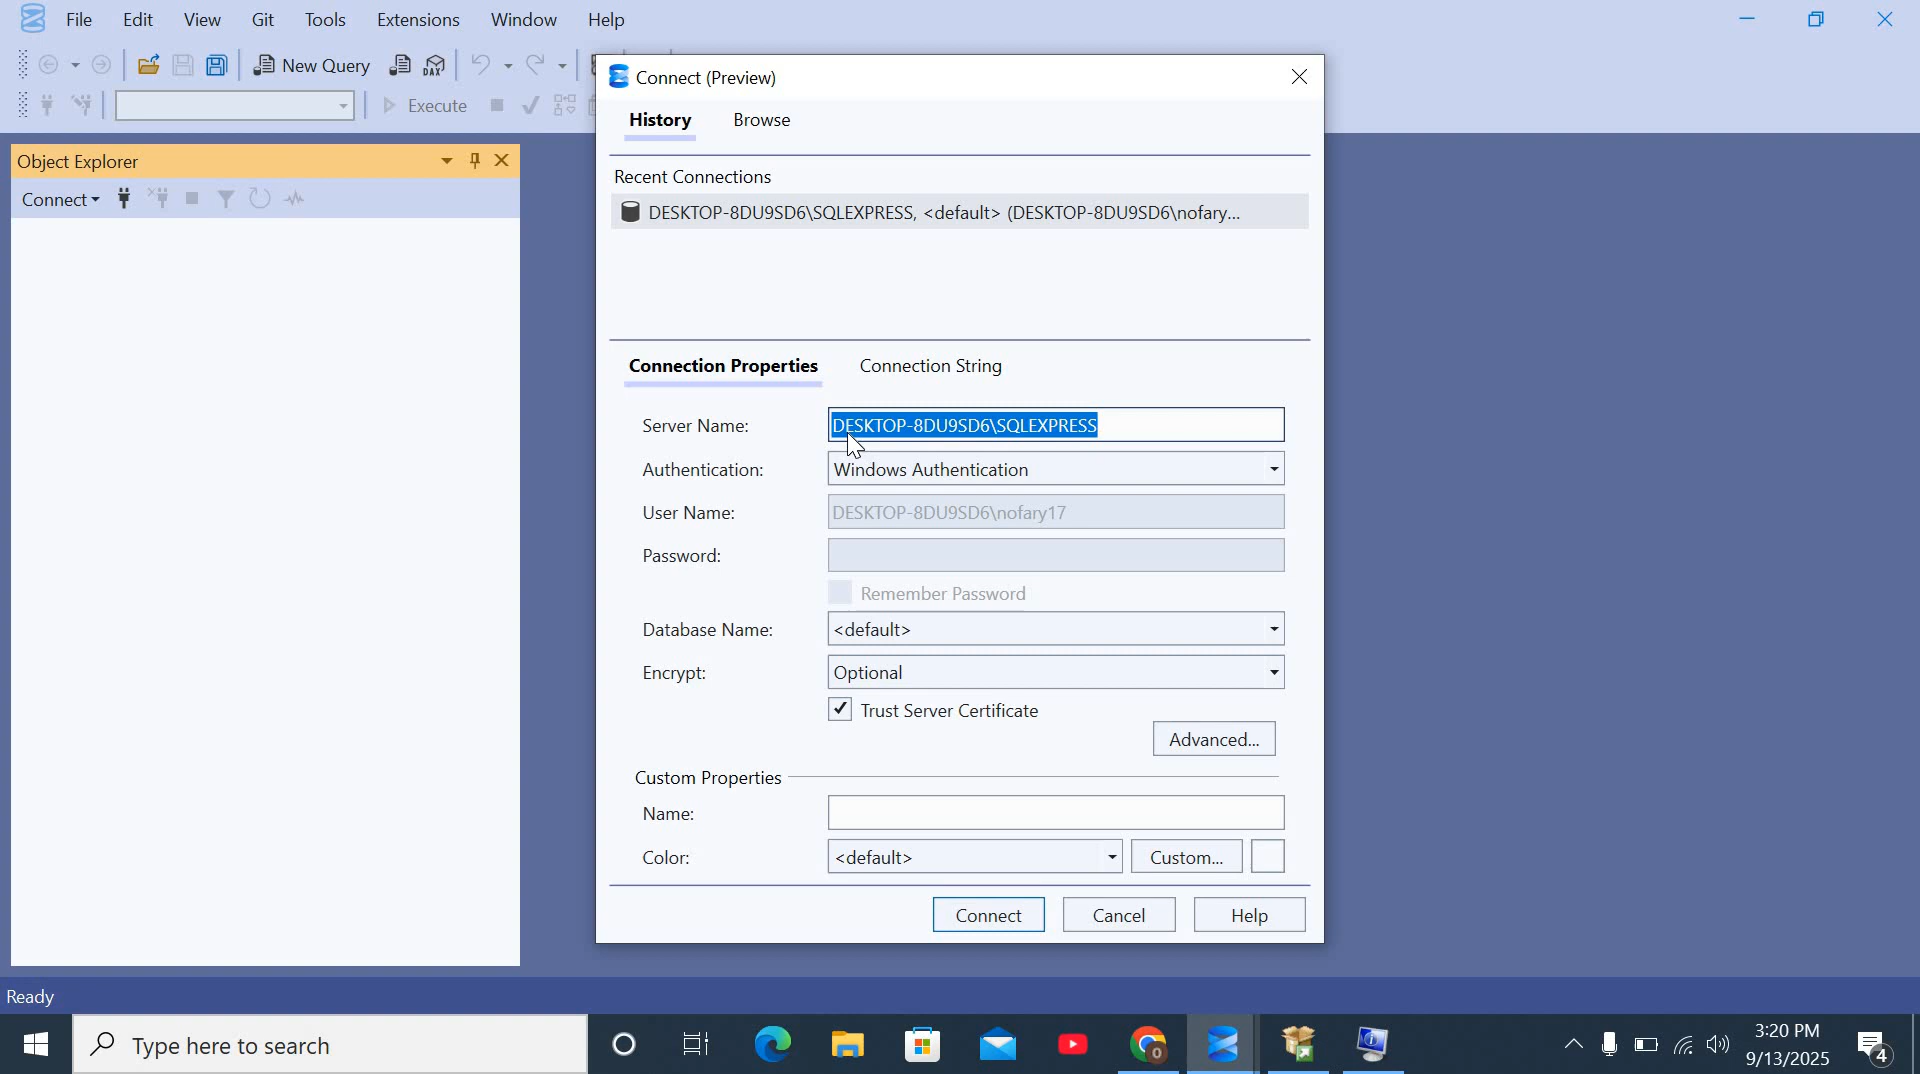 File Edit View Git Tools Extensions Window Help
New Query DAX
Execute
Object Explorer
Connect
Connect (Preview)
History Browse
Recent Connections
DESKTOP-8DU9SD6\SQLEXPRESS, <default> (DESKTOP-8DU9SD6\nofary...
Connection Properties Connection String
Server Name: DESKTOP-8DU9SD6\SQLEXPRESS
Authentication: Windows Authentication
User Name: DESKTOP-8DU9SD6\nofary17
Password:
Remember Password
Database Name: <default>
Encrypt: Optional
Trust Server Certificate
Advanced...
Custom Properties
Name:
Color: <default> Custom...
Connect Cancel Help
Ready
Type here to search
3:20 PM
9/13/2025
4